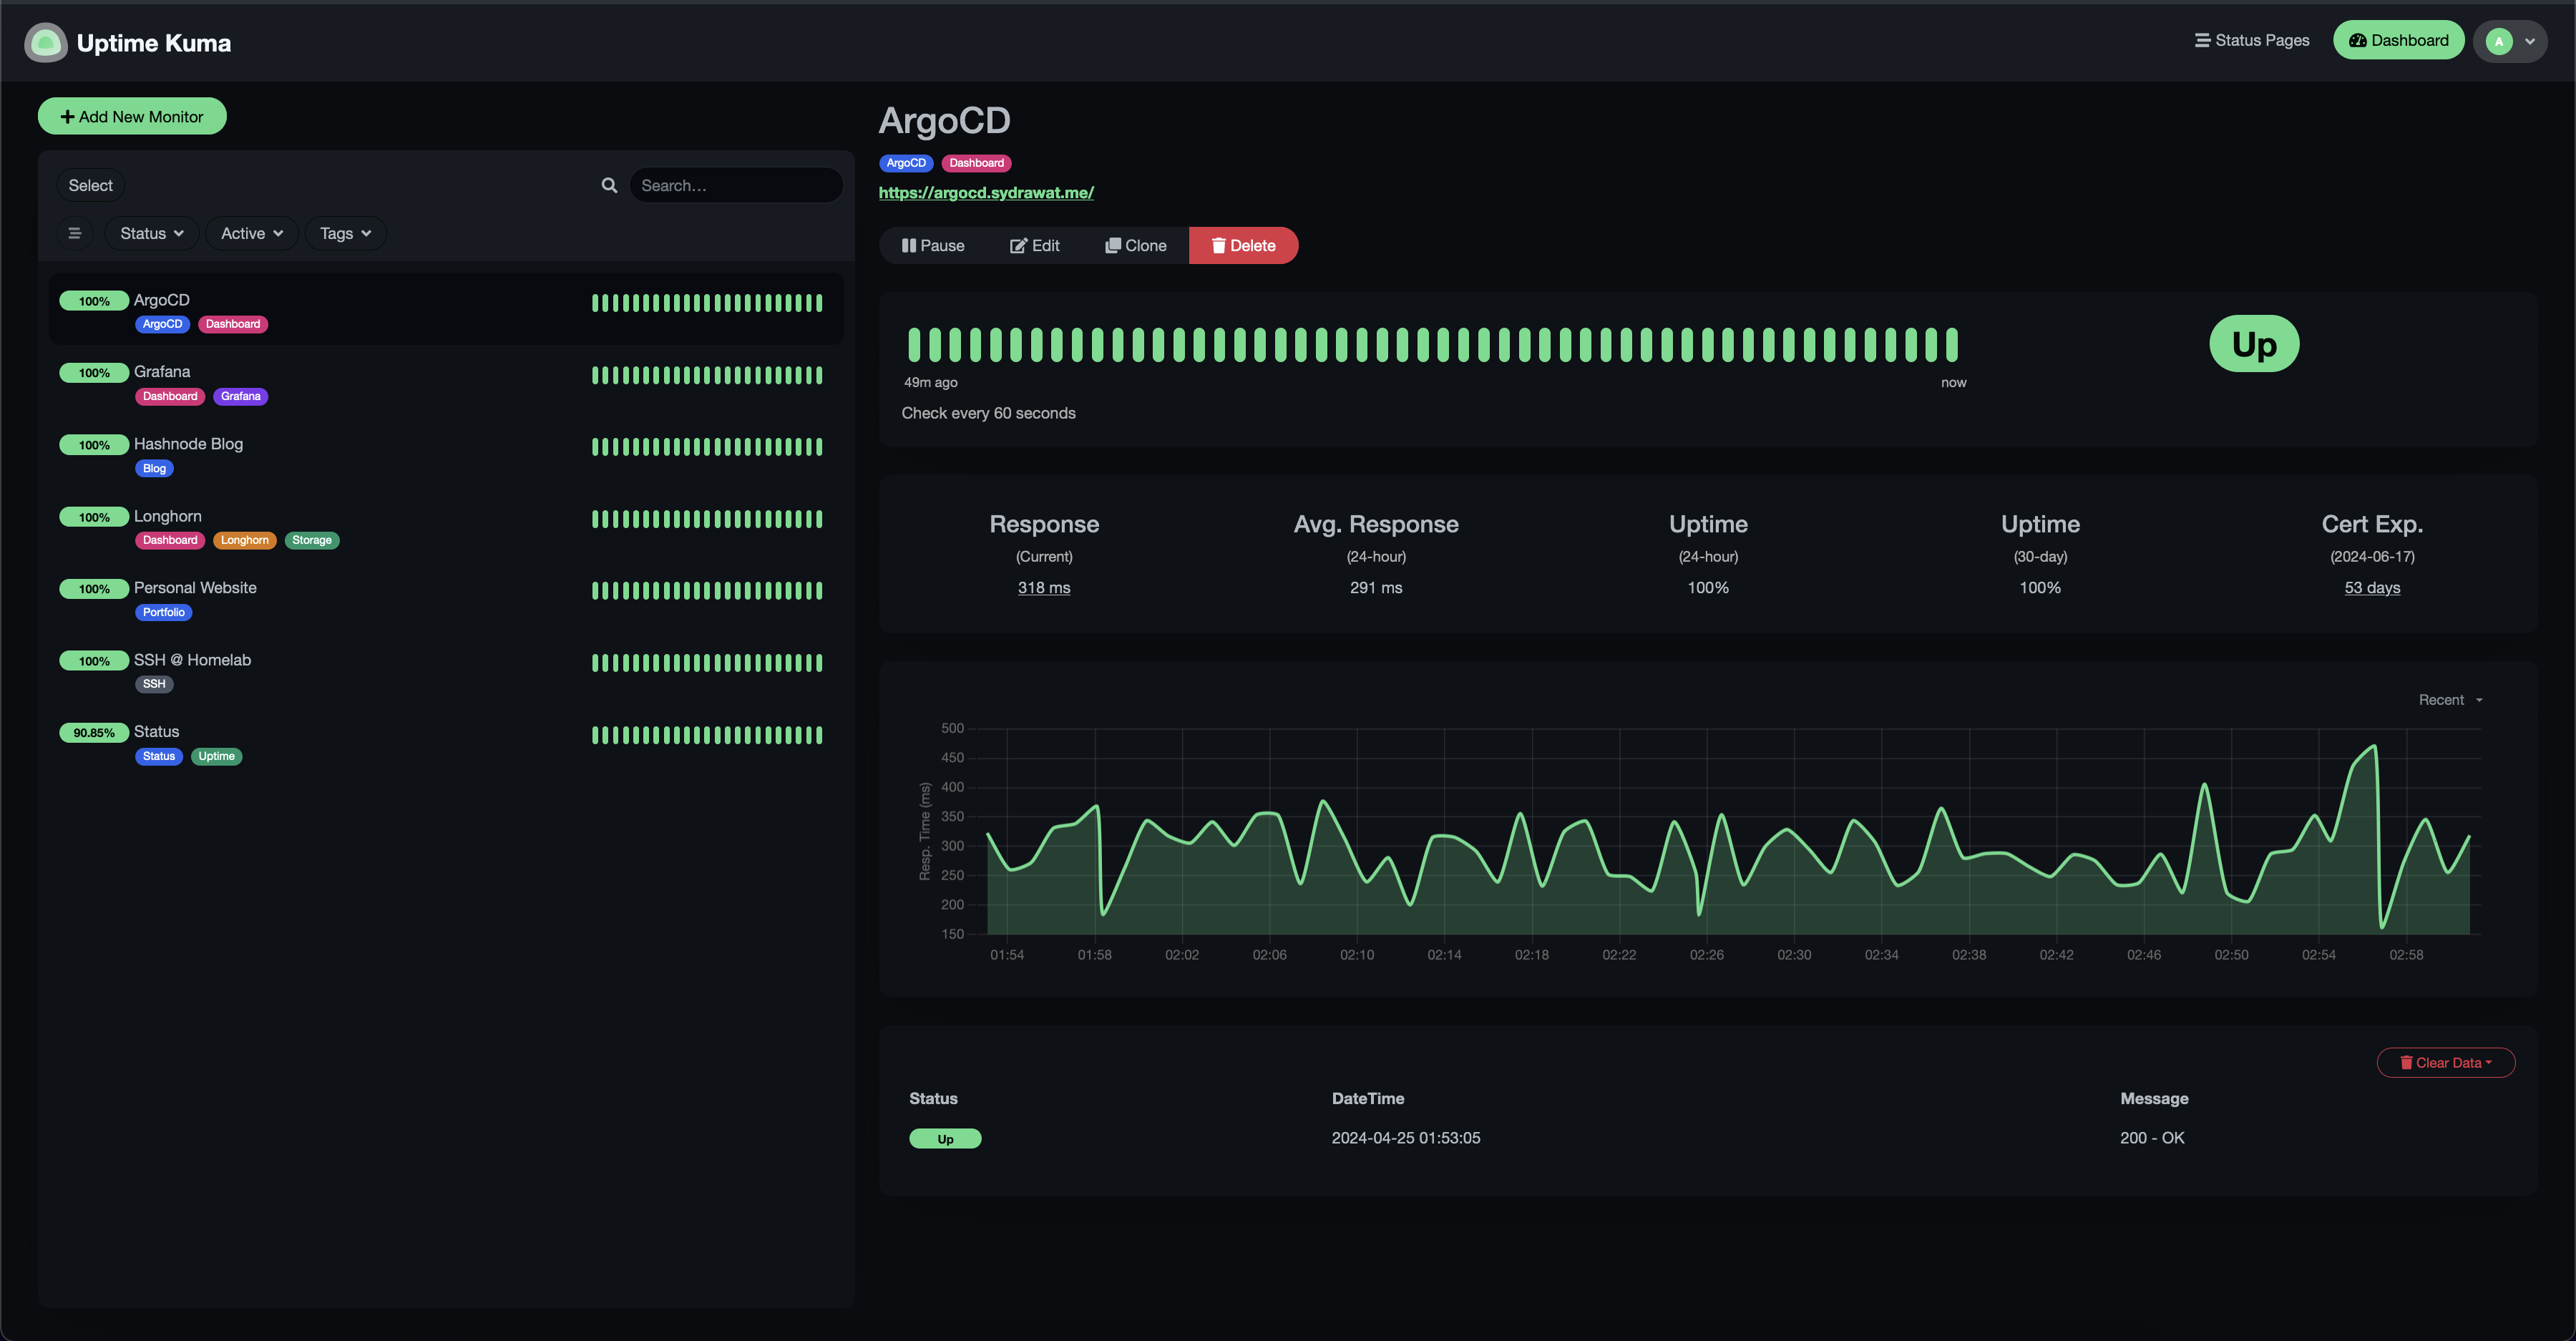 Uptime Kuma
Status Pages
Dashboard
A
Add New Monitor
Select
Search...
Status
Active
Tags
100% ArgoCD
ArgoCD Dashboard
100% Grafana
Dashboard Grafana
100% Hashnode Blog
Blog
100% Longhorn
Dashboard Longhorn Storage
100% Personal Website
Portfolio
100% SSH @ Homelab
SSH
90.85% Status
Status Uptime
ArgoCD
ArgoCD Dashboard
https://argocd.sydrawat.me/
Pause Edit Clone Delete
Up
49m ago now
Check every 60 seconds
Response Avg. Response Uptime Uptime Cert Exp.
(Current) (24-hour) (24-hour) (30-day) (2024-06-17)
318 ms 291 ms 100% 100% 53 days
Recent
Resp. Time (ms)
500
450
400
350
300
250
200
150
01:54 01:58 02:02 02:06 02:10 02:14 02:18 02:22 02:26 02:30 02:34 02:38 02:42 02:46 02:50 02:54 02:58
Clear Data
Status DateTime Message
Up 2024-04-25 01:53:05 200 - OK